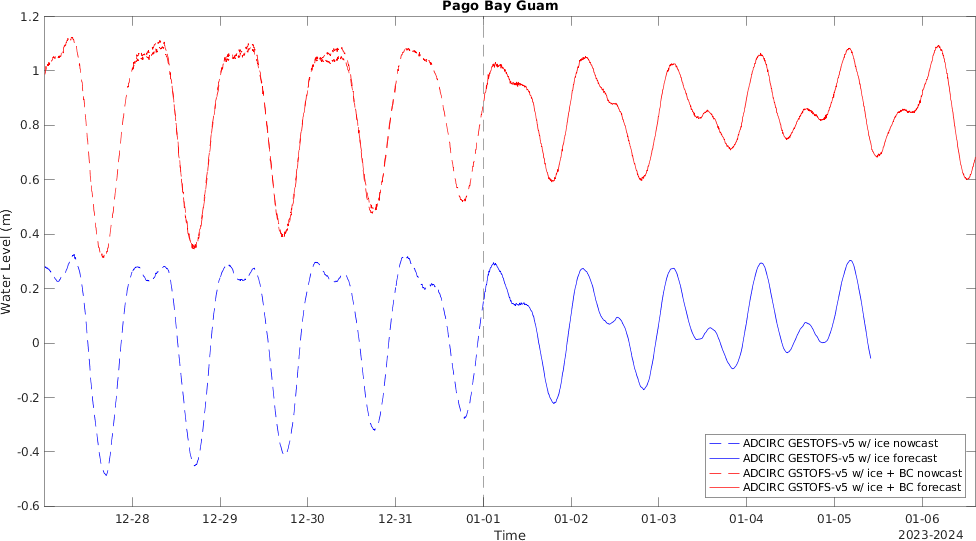 Pago Bay Guam
1.2
1
0.8
0.6
0.4
0.2
0
-0.2
-0.4
-0.6
Water Level (m)
ADCIRC GESTOFS-v5 w/ ice nowcast
ADCIRC GESTOFS-v5 w/ ice forecast
ADCIRC GSTOFS-v5 w/ ice + BC nowcast
ADCIRC GSTOFS-v5 w/ ice + BC forecast
12-28 12-29 12-30 12-31 01-01 01-02 01-03 01-04 01-05 01-06
Time
2023-2024